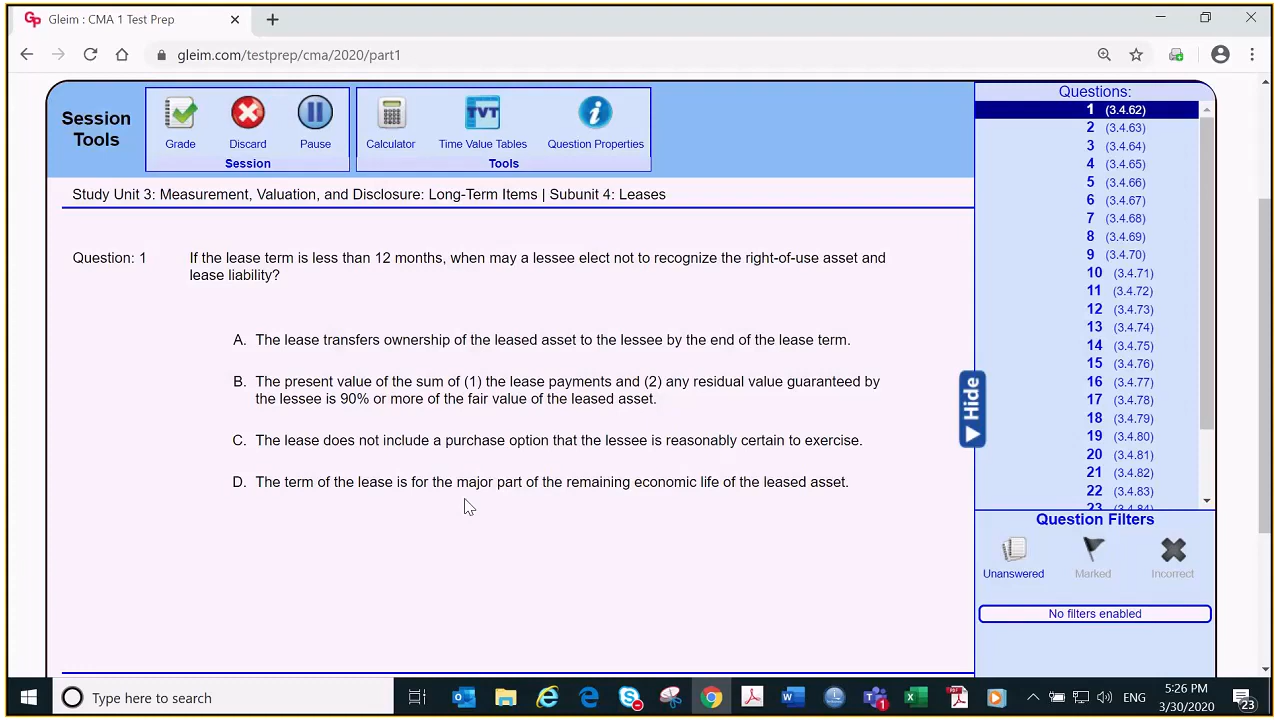 Gleim : CMA 1 Test Prep
gleim.com/testprep/cma/2020/part1
Session
Tools
Grade
Discard
Pause
Session
Calculator
TVT
Time Value Tables
Question Properties
Tools
Study Unit 3: Measurement, Valuation, and Disclosure: Long-Term Items | Subunit 4: Leases
Question: 1
If the lease term is less than 12 months, when may a lessee elect not to recognize the right-of-use asset and
lease liability?
A. The lease transfers ownership of the leased asset to the lessee by the end of the lease term.
B. The present value of the sum of (1) the lease payments and (2) any residual value guaranteed by
the lessee is 90% or more of the fair value of the leased asset.
C. The lease does not include a purchase option that the lessee is reasonably certain to exercise.
D. The term of the lease is for the major part of the remaining economic life of the leased asset.
Hide
Questions:
1 (3.4.62)
2 (3.4.63)
3 (3.4.64)
4 (3.4.65)
5 (3.4.66)
6 (3.4.67)
7 (3.4.68)
8 (3.4.69)
9 (3.4.70)
10 (3.4.71)
11 (3.4.72)
12 (3.4.73)
13 (3.4.74)
14 (3.4.75)
15 (3.4.76)
16 (3.4.77)
17 (3.4.78)
18 (3.4.79)
19 (3.4.80)
20 (3.4.81)
21 (3.4.82)
22 (3.4.83)
23 (3.4.84)
Question Filters
Unanswered
Marked
Incorrect
No filters enabled
Type here to search
ENG
5:26 PM
3/30/2020
23